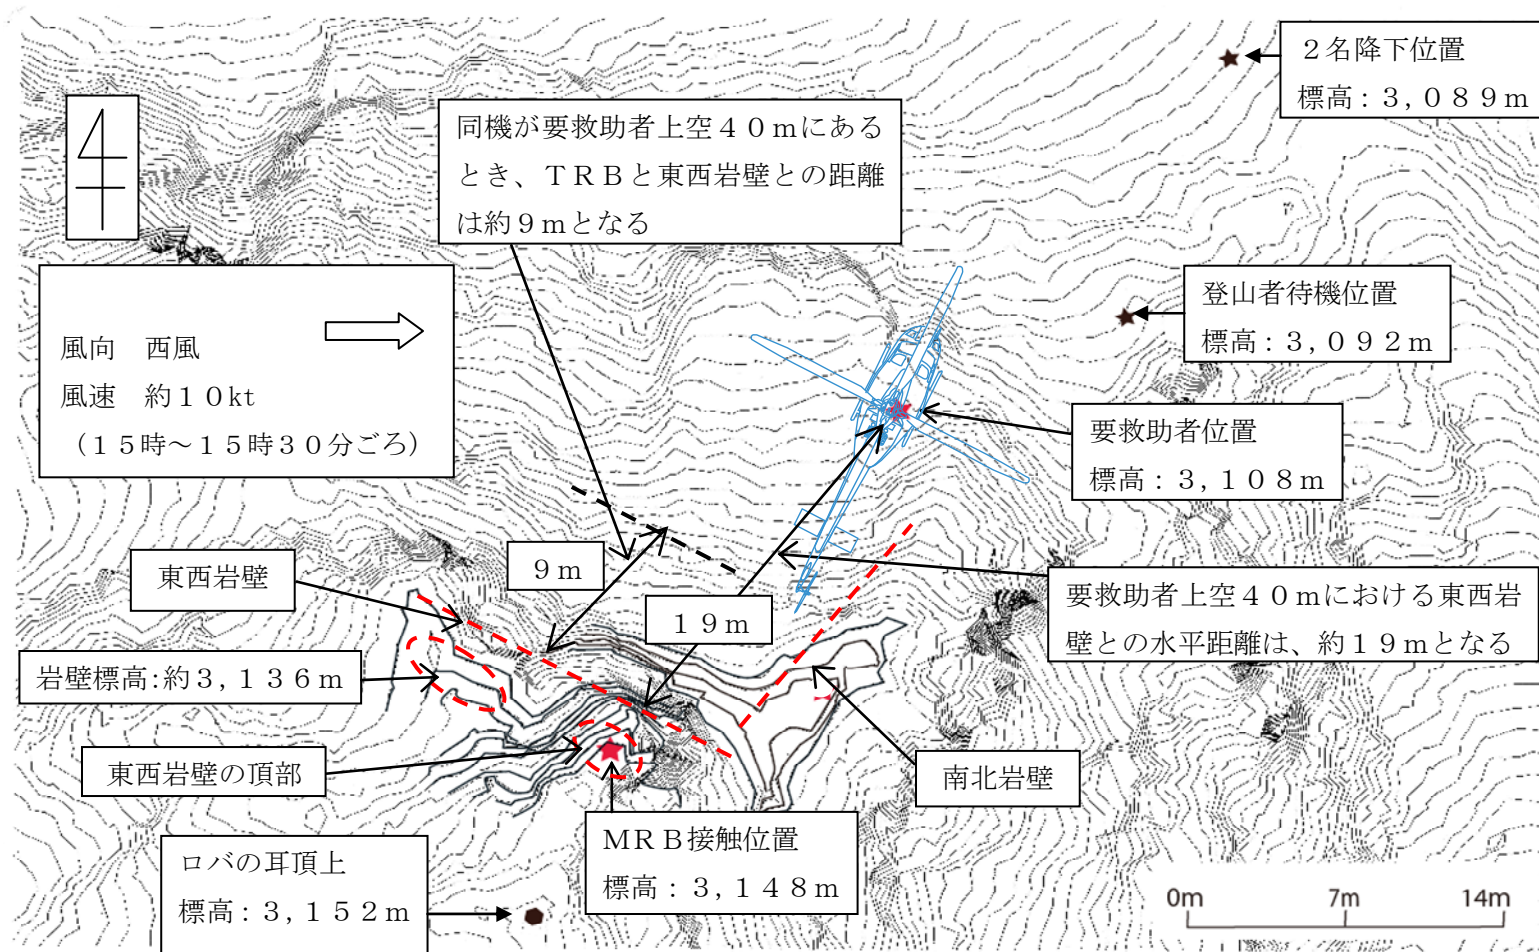 ２名降下位置
標高：３，０８９ｍ
同機が要救助者上空４０ｍにある
とき、ＴＲＢと東西岩壁との距離
は約９ｍとなる
風向　西風
風速　約１０kt
（１５時～１５時３０分ごろ）
登山者待機位置
標高：３，０９２ｍ
要救助者位置
標高：３，１０８ｍ
東西岩壁
９ｍ
１９ｍ
要救助者上空４０ｍにおける東西岩
壁との水平距離は、約１９ｍとなる
岩壁標高：約３，１３６ｍ
東西岩壁の頂部
南北岩壁
ＭＲＢ接触位置
標高：３，１４８ｍ
ロバの耳頂上
標高：３，１５２ｍ
0m 7m 14m